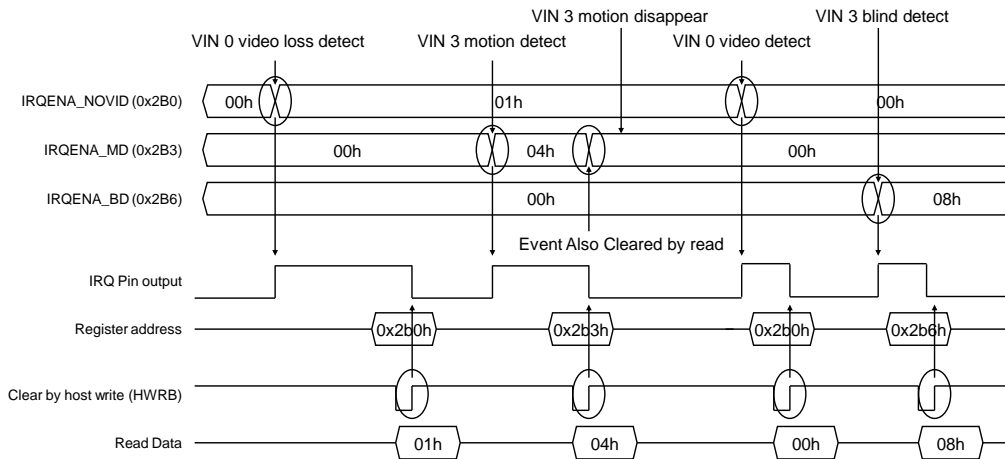 VIN 3 motion disappear
VIN 3 blind detect
VIN 0 video loss detect
VIN 3 motion detect
VIN 0 video detect
IRQENA_NOVID (0x2B0)
00h
01h
00h
IRQENA_MD (0x2B3)
00h
04h
00h
IRQENA_BD (0x2B6)
00h
08h
Event Also Cleared by read
IRQ Pin output
Register address
0x2b0h
0x2b3h
0x2b0h
0x2b6h
Clear by host write (HWRB)
Read Data
01h
04h
00h
08h